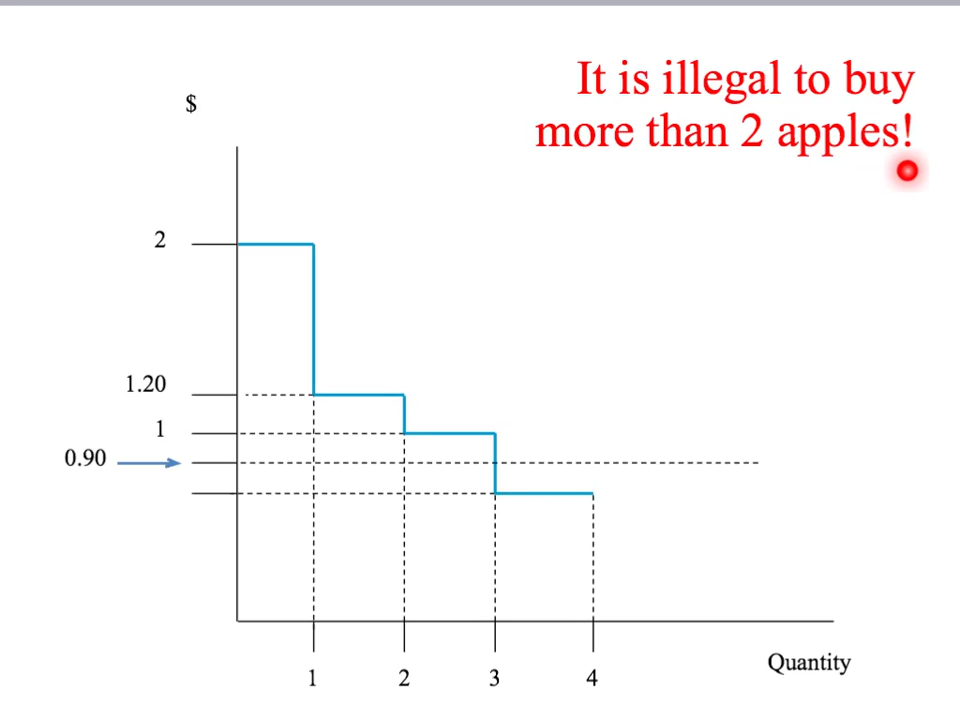 It is illegal to buy
more than 2 apples!
$
2
1.20
1
0.90
1 2 3 4
Quantity